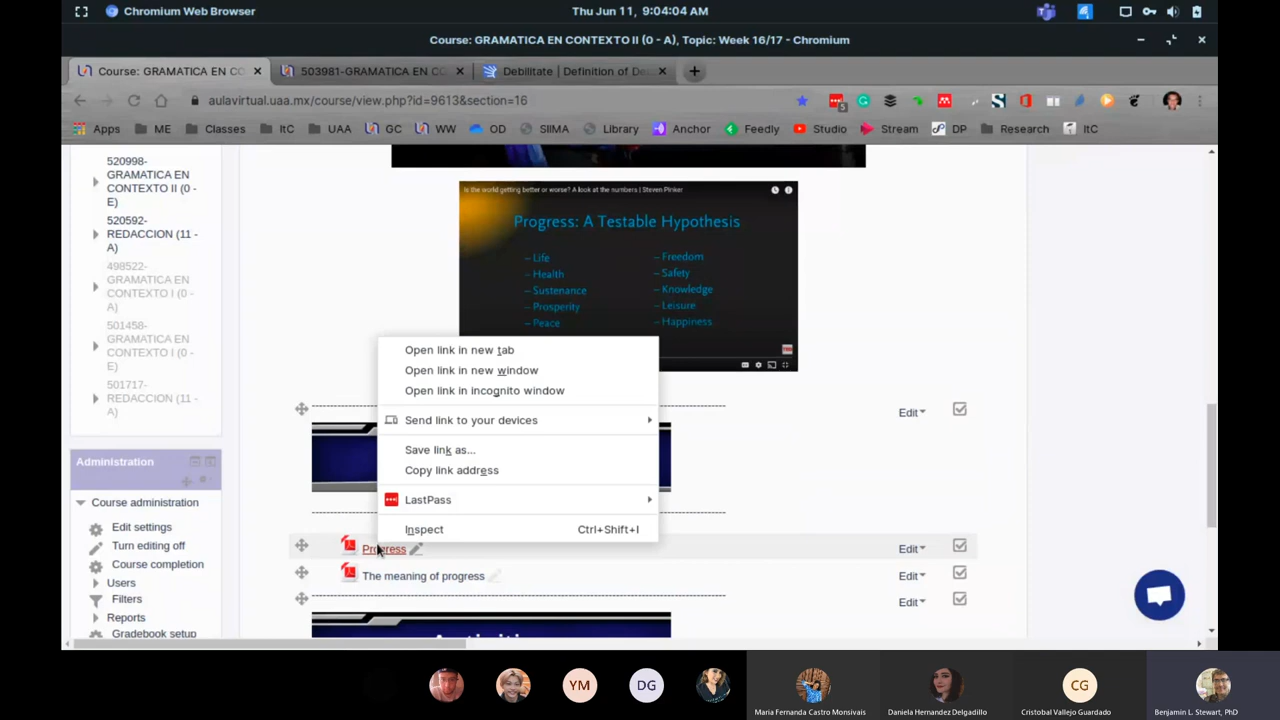 Chromium Web Browser
Thu Jun 11, 9:04:04 AM
Course: GRAMATICA EN CONTEXTO II (0 - A), Topic: Week 16/17 - Chromium
Course: GRAMATICA EN CO
503981-GRAMATICA EN CO
Debilitate | Definition of De
aulavirtual.uaa.mx/course/view.php?id=9613&section=16
5
Apps
ME
Classes
ItC
UAA
GC
WW
OD
SIIMA
Library
Anchor
Feedly
Studio
Stream
DP
Research
ItC
520998-
GRAMATICA EN
CONTEXTO II (0 -
E)
520592-
REDACCION (11 -
A)
498522-
GRAMATICA EN
CONTEXTO I (0 -
A)
501458-
GRAMATICA EN
CONTEXTO I (0 -
A)
501717-
REDACCION (11 -
A)
Is the world getting better or worse? A look at the numbers | Steven Pinker
Progress: A Testable Hypothesis
– Life
– Health
– Sustenance
– Prosperity
– Peace
– Freedom
– Safety
– Knowledge
– Leisure
– Happiness
Open link in new tab
Open link in new window
Open link in incognito window
Send link to your devices
Save link as...
Copy link address
LastPass
Inspect Ctrl+Shift+I
Edit
Progress
Edit
The meaning of progress
Edit
Edit
Administration
Course administration
Edit settings
Turn editing off
Course completion
Users
Filters
Reports
Gradebook setup
YM
DG
CG
Maria Fernanda Castro Monsivais
Daniela Hernandez Delgadillo
Cristobal Vallejo Guardado
Benjamin L. Stewart, PhD